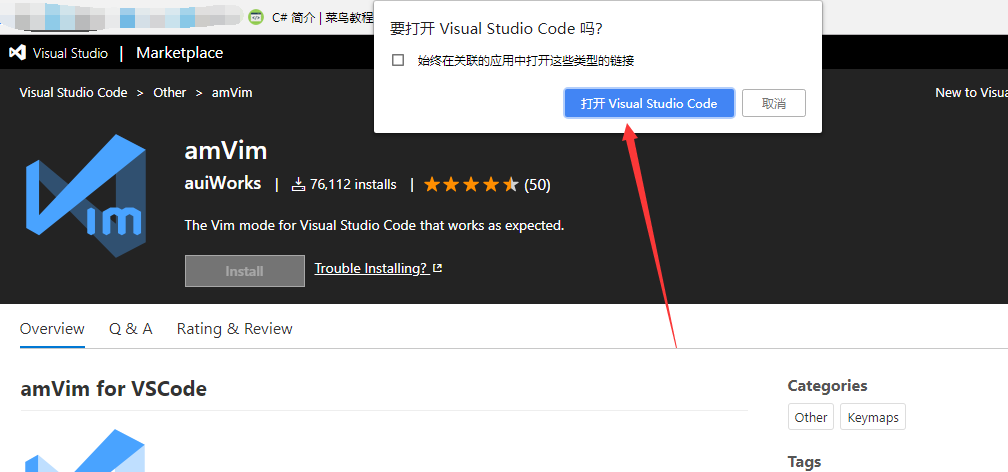 C# 简介 | 菜鸟教程
要打开 Visual Studio Code 吗?
始终在关联的应用中打开这些类型的链接
打开 Visual Studio Code
取消
Visual Studio | Marketplace
Visual Studio Code > Other > amVim
New to Visua
amVim
auiWorks | 76,112 installs | (50)
The Vim mode for Visual Studio Code that works as expected.
Install
Trouble Installing?
im
Overview
Q & A
Rating & Review
amVim for VSCode
Categories
Other
Keymaps
Tags